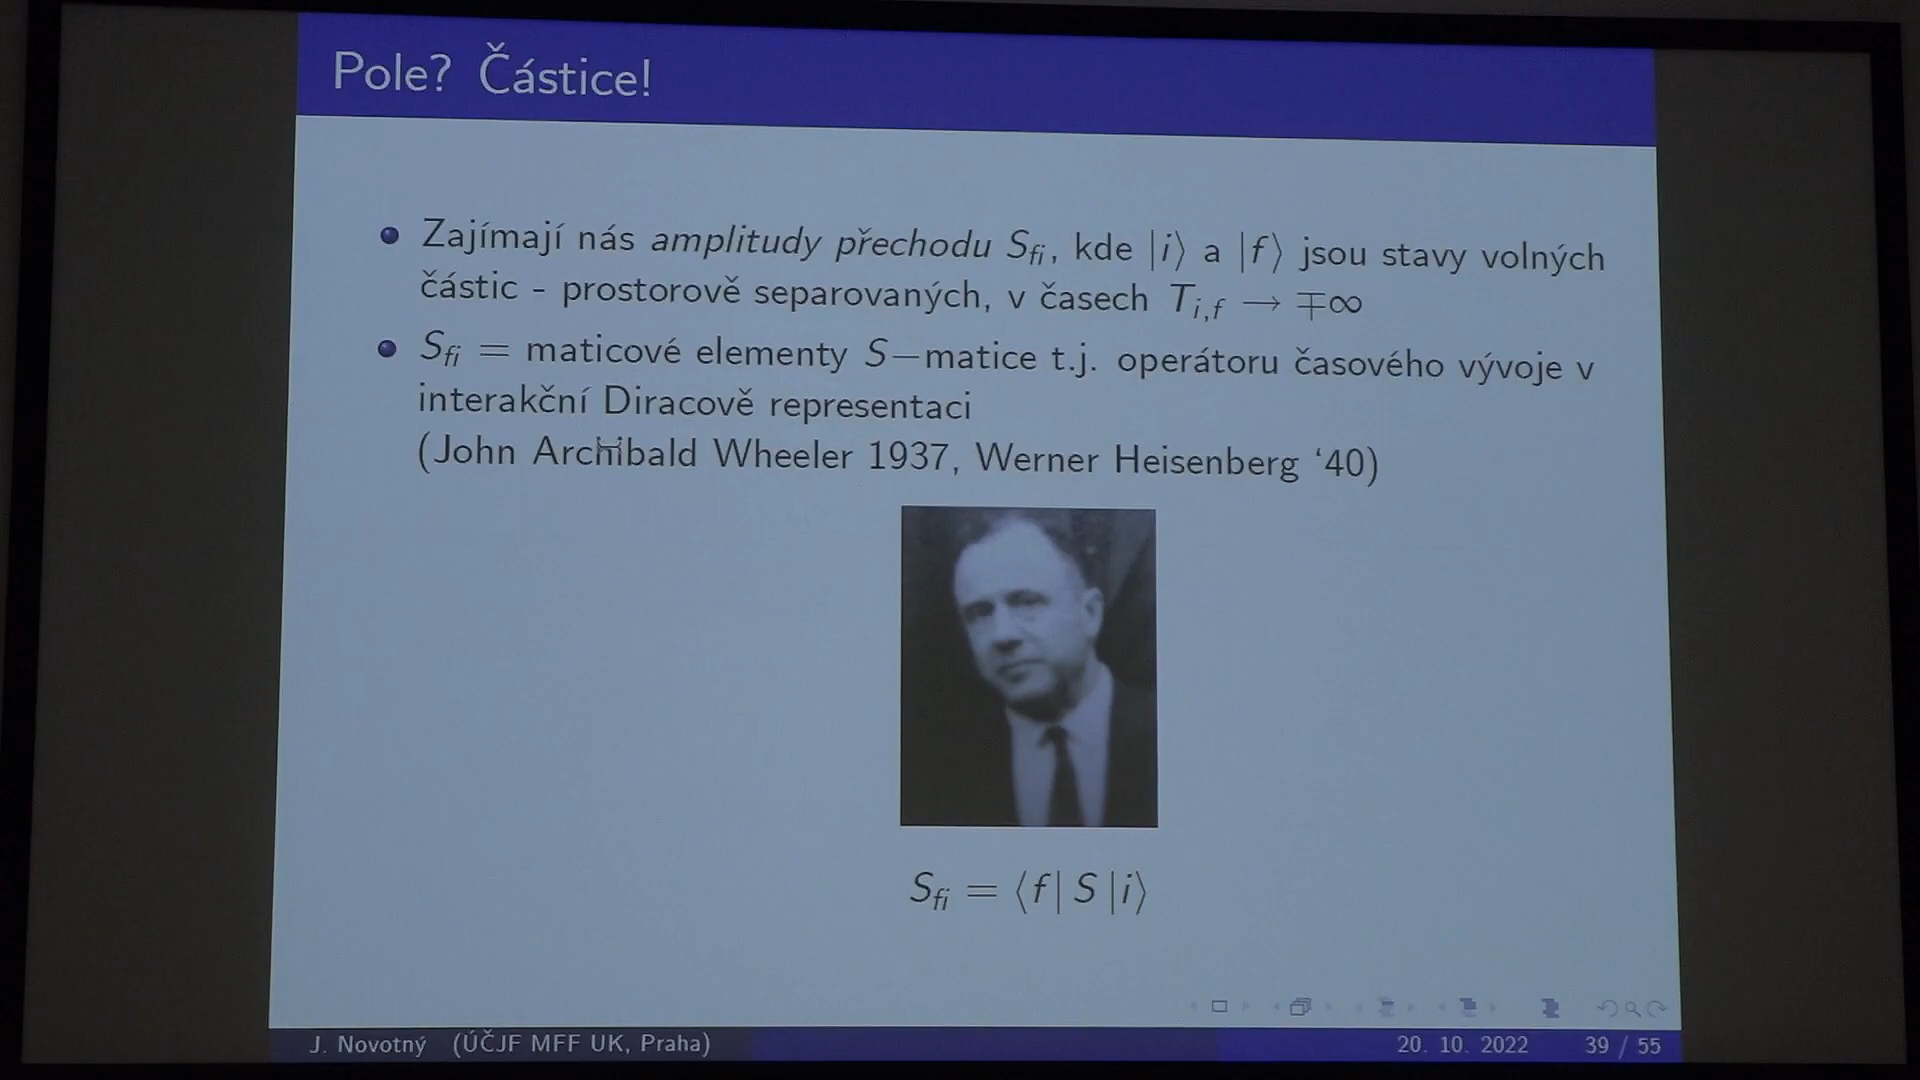 Pole? Částice!
Zajímají nás amplitudy přechodu S_fi, kde |i⟩ a |f⟩ jsou stavy volných
částic - prostorově separovaných, v časech T_i,f → ∓∞
S_fi = maticové elementy S−matice t.j. operátoru časového vývoje v
interakční Diracově representaci
(John Archibald Wheeler 1937, Werner Heisenberg ‘40)
S_fi = ⟨f| S |i⟩
J. Novotný (ÚČJF MFF UK, Praha) 20. 10. 2022 39 / 55